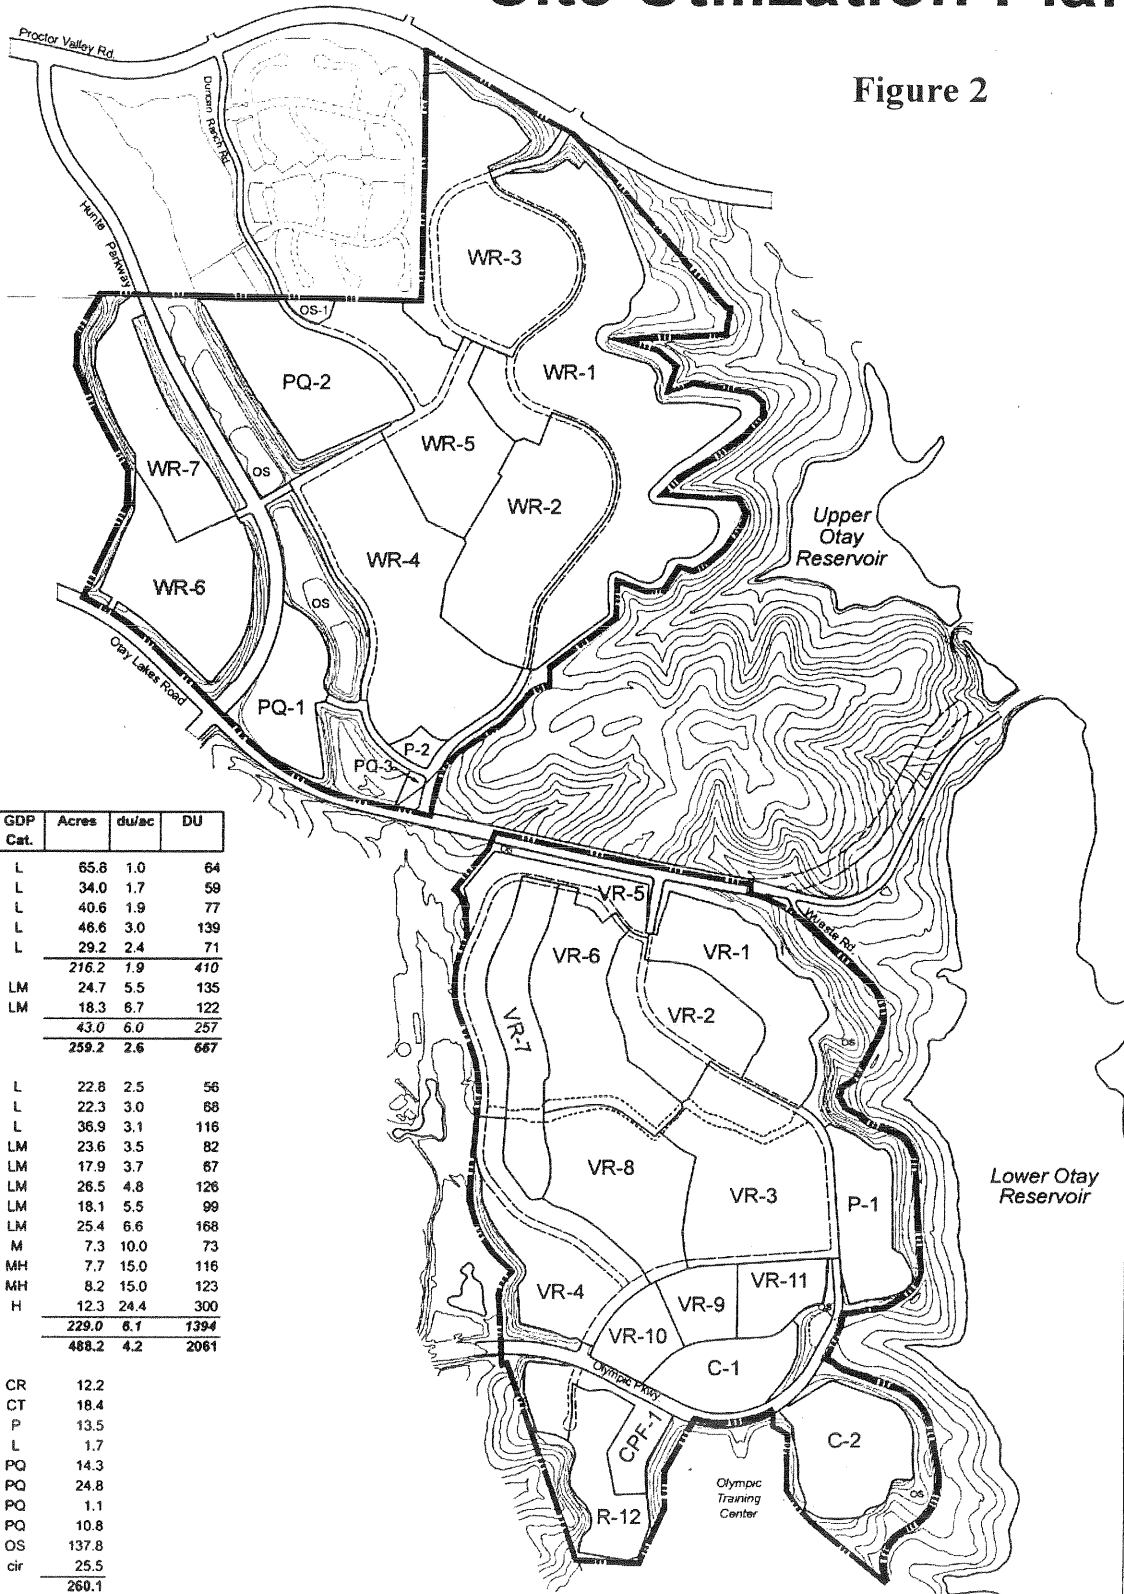 Figure 2
Proctor Valley Rd.
Duncan Ranch Rd.
Hunte Parkway
WR-3
OS-1
WR-1
PQ-2
WR-5
WR-7
OS
WR-2
Upper
Otay
Reservoir
WR-4
WR-6
OS
Otay Lakes Road
PQ-1
P-2
PQ-3
GDP Cat. Acres du/ac DU
L 65.8 1.0 64
L 34.0 1.7 59
L 40.6 1.9 77
L 46.6 3.0 139
L 29.2 2.4 71
216.2 1.9 410
LM 24.7 5.5 135
LM 18.3 6.7 122
43.0 6.0 257
259.2 2.6 667
L 22.8 2.5 56
L 22.3 3.0 68
L 36.9 3.1 116
LM 23.6 3.5 82
LM 17.9 3.7 67
LM 26.5 4.8 126
LM 18.1 5.5 99
LM 25.4 6.6 168
M 7.3 10.0 73
MH 7.7 15.0 116
MH 8.2 15.0 123
H 12.3 24.4 300
229.0 6.1 1394
488.2 4.2 2061
CR 12.2
CT 18.4
P 13.5
L 1.7
PQ 14.3
PQ 24.8
PQ 1.1
PQ 10.8
OS 137.8
cir 25.5
260.1
OS
VR-5
Wueste Rd.
VR-6
VR-1
VR-7
VR-2
OS
VR-8
VR-3
P-1
Lower Otay
Reservoir
VR-4
VR-9
VR-11
OS
VR-10
C-1
Olympic Pkwy.
CPF-1
C-2
Olympic
Training
Center
OS
R-12